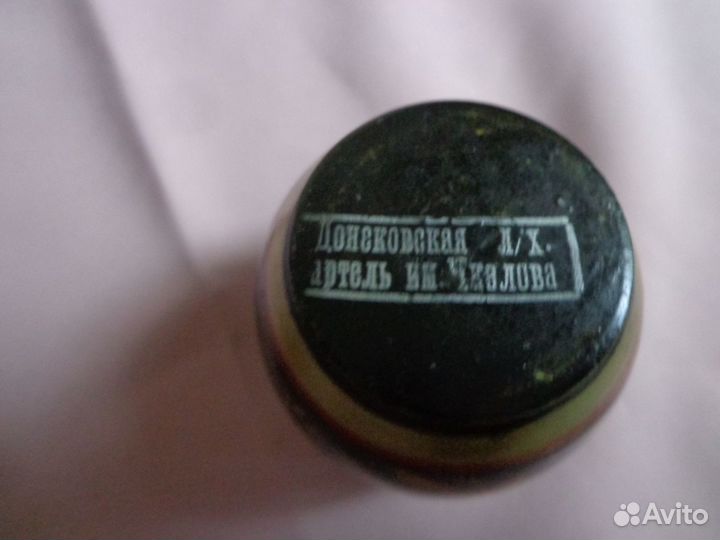 Донсковская л/х.
артель им. Чкалова
Avito